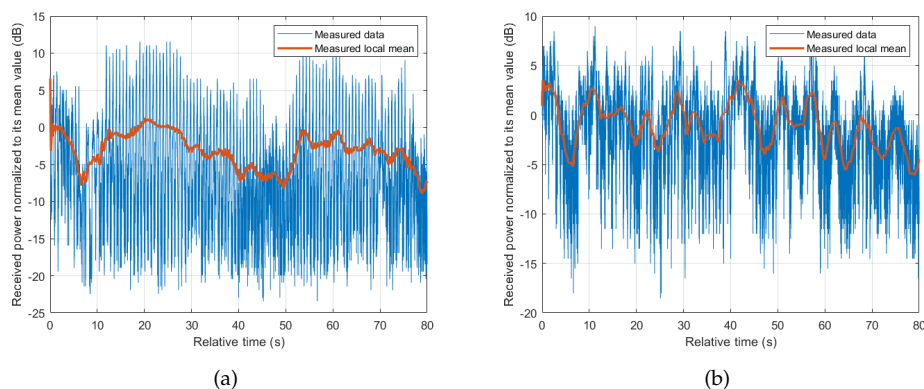 15
10
5
0
-5
-10
-15
-20
-25
Received power normalized to its mean value (dB)
Measured data
Measured local mean
0 10 20 30 40 50 60 70 80
Relative time (s)
(a)
10
5
0
-5
-10
-15
-20
Received power normalized to its mean value (dB)
Measured data
Measured local mean
0 10 20 30 40 50 60 70 80
Relative time (s)
(b)